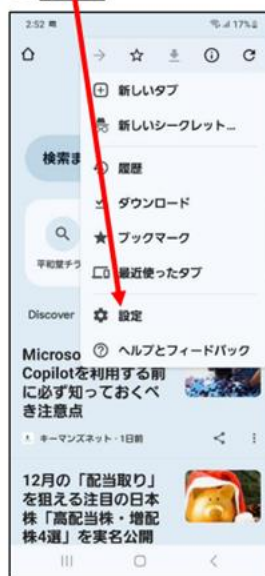 2:52 17%
新しいタブ
新しいシークレット...
検索ま
履歴
ダウンロード
ブックマーク
平和堂チラ
最近使ったタブ
Discover
設定
ヘルプとフィードバック
Microso
Copilotを利用する前
に必ず知っておくべ
き注意点
キーマンズネット・1日前
12月の「配当取り」
を狙える注目の日本
株「高配当株・増配
株4選」を実名公開